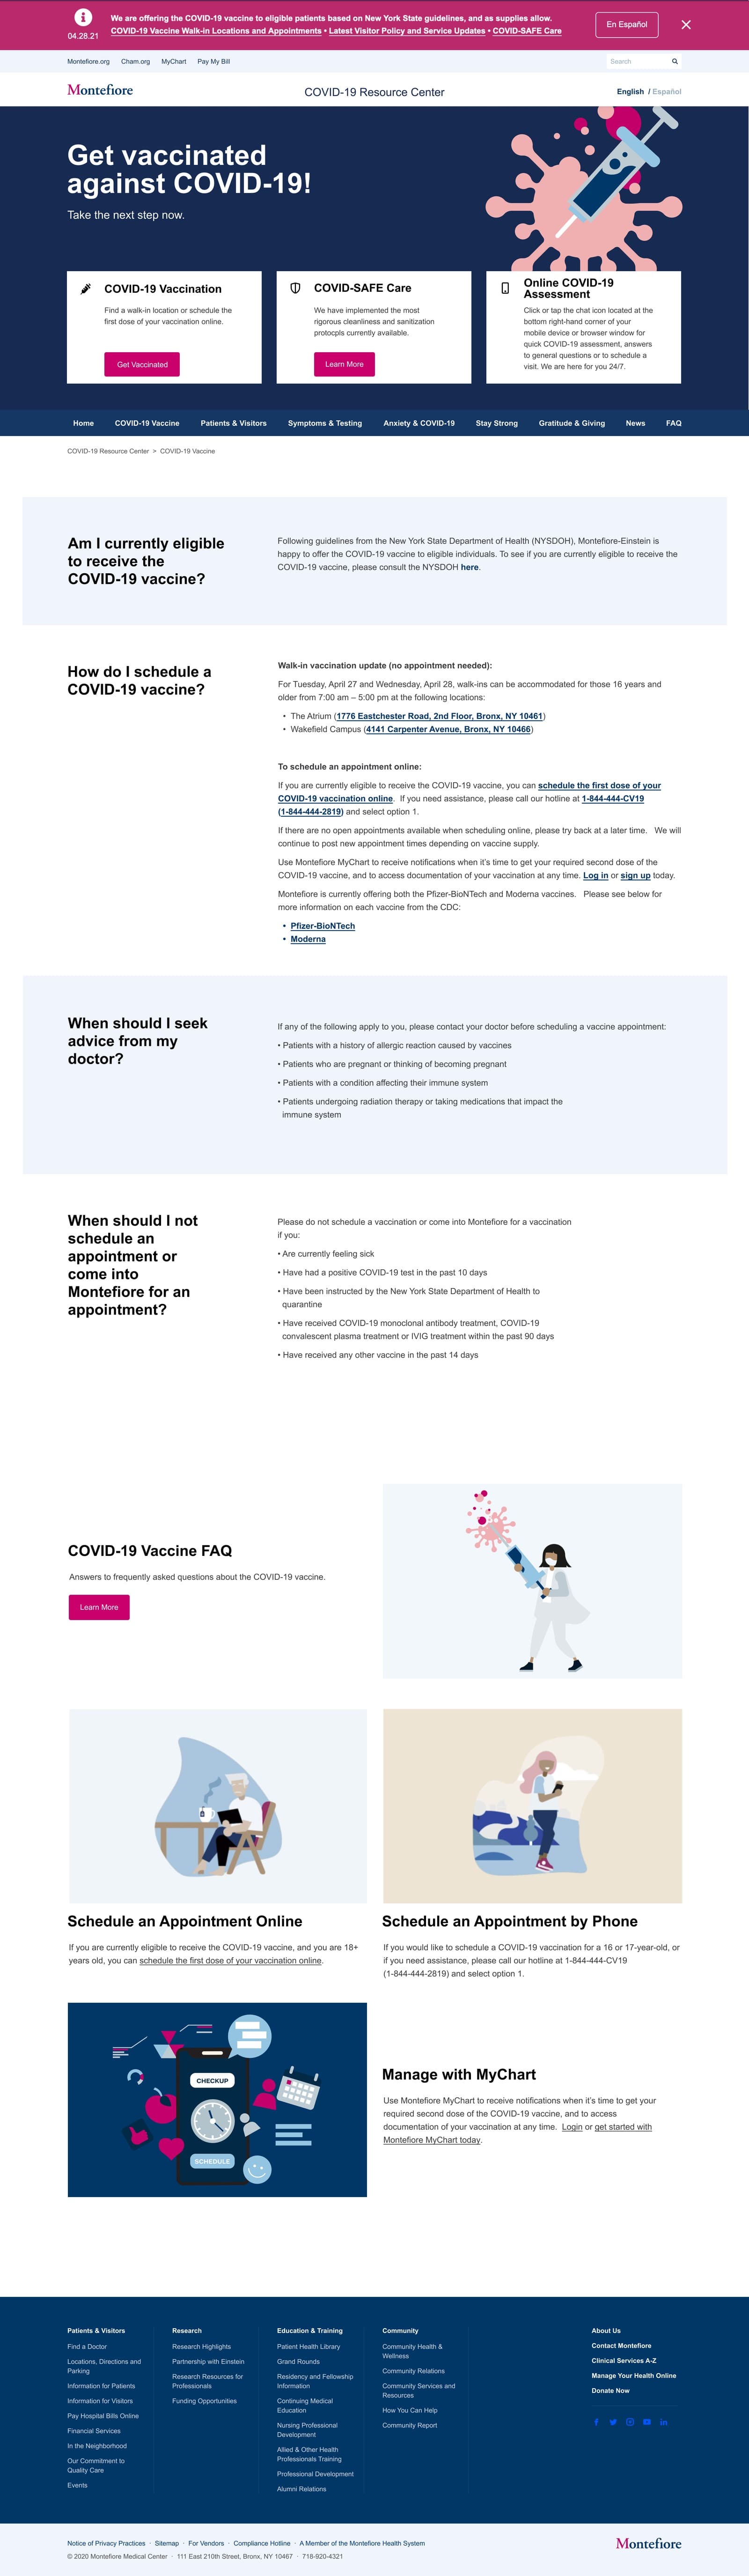 We are offering the COVID-19 vaccine to eligible patients based on New York State guidelines, and as supplies allow.
04.28.21
COVID-19 Vaccine Walk-in Locations and Appointments • Latest Visitor Policy and Service Updates • COVID-SAFE Care
En Español
Montefiore.org Cham.org MyChart Pay My Bill
Search
Montefiore
COVID-19 Resource Center
English / Español
Get vaccinated
against COVID-19!
Take the next step now.
COVID-19 Vaccination
Find a walk-in location or schedule the
first dose of your vaccination online.
Get Vaccinated
COVID-SAFE Care
We have implemented the most
rigorous cleanliness and sanitization
protocpls currently available.
Learn More
Online COVID-19
Assessment
Click or tap the chat icon located at the
bottom right-hand corner of your
mobile device or browser window for
quick COVID-19 assessment, answers
to general questions or to schedule a
visit. We are here for you 24/7.
Home COVID-19 Vaccine Patients & Visitors Symptoms & Testing Anxiety & COVID-19 Stay Strong Gratitude & Giving News FAQ
COVID-19 Resource Center > COVID-19 Vaccine
Am I currently eligible
to receive the
COVID-19 vaccine?
Following guidelines from the New York State Department of Health (NYSDOH), Montefiore-Einstein is
happy to offer the COVID-19 vaccine to eligible individuals. To see if you are currently eligible to receive the
COVID-19 vaccine, please consult the NYSDOH here.
How do I schedule a
COVID-19 vaccine?
Walk-in vaccination update (no appointment needed):
For Tuesday, April 27 and Wednesday, April 28, walk-ins can be accommodated for those 16 years and
older from 7:00 am – 5:00 pm at the following locations:
• The Atrium (1776 Eastchester Road, 2nd Floor, Bronx, NY 10461)
• Wakefield Campus (4141 Carpenter Avenue, Bronx, NY 10466)
To schedule an appointment online:
If you are currently eligible to receive the COVID-19 vaccine, you can schedule the first dose of your
COVID-19 vaccination online. If you need assistance, please call our hotline at 1-844-444-CV19
(1-844-444-2819) and select option 1.
If there are no open appointments available when scheduling online, please try back at a later time. We will
continue to post new appointment times depending on vaccine supply.
Use Montefiore MyChart to receive notifications when it's time to get your required second dose of the
COVID-19 vaccine, and to access documentation of your vaccination at any time. Log in or sign up today.
Montefiore is currently offering both the Pfizer-BioNTech and Moderna vaccines. Please see below for
more information on each vaccine from the CDC:
• Pfizer-BioNTech
• Moderna
When should I seek
advice from my
doctor?
If any of the following apply to you, please contact your doctor before scheduling a vaccine appointment:
• Patients with a history of allergic reaction caused by vaccines
• Patients who are pregnant or thinking of becoming pregnant
• Patients with a condition affecting their immune system
• Patients undergoing radiation therapy or taking medications that impact the
immune system
When should I not
schedule an
appointment or
come into
Montefiore for an
appointment?
Please do not schedule a vaccination or come into Montefiore for a vaccination
if you:
• Are currently feeling sick
• Have had a positive COVID-19 test in the past 10 days
• Have been instructed by the New York State Department of Health to
quarantine
• Have received COVID-19 monoclonal antibody treatment, COVID-19
convalescent plasma treatment or IVIG treatment within the past 90 days
• Have received any other vaccine in the past 14 days
COVID-19 Vaccine FAQ
Answers to frequently asked questions about the COVID-19 vaccine.
Learn More
Schedule an Appointment Online
If you are currently eligible to receive the COVID-19 vaccine, and you are 18+
years old, you can schedule the first dose of your vaccination online.
Schedule an Appointment by Phone
If you would like to schedule a COVID-19 vaccination for a 16 or 17-year-old, or
if you need assistance, please call our hotline at 1-844-444-CV19
(1-844-444-2819) and select option 1.
CHECKUP
SCHEDULE
Manage with MyChart
Use Montefiore MyChart to receive notifications when it's time to get your
required second dose of the COVID-19 vaccine, and to access
documentation of your vaccination at any time. Login or get started with
Montefiore MyChart today.
Patients & Visitors
Find a Doctor
Locations, Directions and
Parking
Information for Patients
Information for Visitors
Pay Hospital Bills Online
Financial Services
In the Neighborhood
Our Commitment to
Quality Care
Events
Research
Research Highlights
Partnership with Einstein
Research Resources for
Professionals
Funding Opportunities
Education & Training
Patient Health Library
Grand Rounds
Residency and Fellowship
Information
Continuing Medical
Education
Nursing Professional
Development
Allied & Other Health
Professionals Training
Professional Development
Alumni Relations
Community
Community Health &
Wellness
Community Relations
Community Services and
Resources
How You Can Help
Community Report
About Us
Contact Montefiore
Clinical Services A-Z
Manage Your Health Online
Donate Now
Notice of Privacy Practices · Sitemap · For Vendors · Compliance Hotline · A Member of the Montefiore Health System
© 2020 Montefiore Medical Center · 111 East 210th Street, Bronx, NY 10467 · 718-920-4321
Montefiore